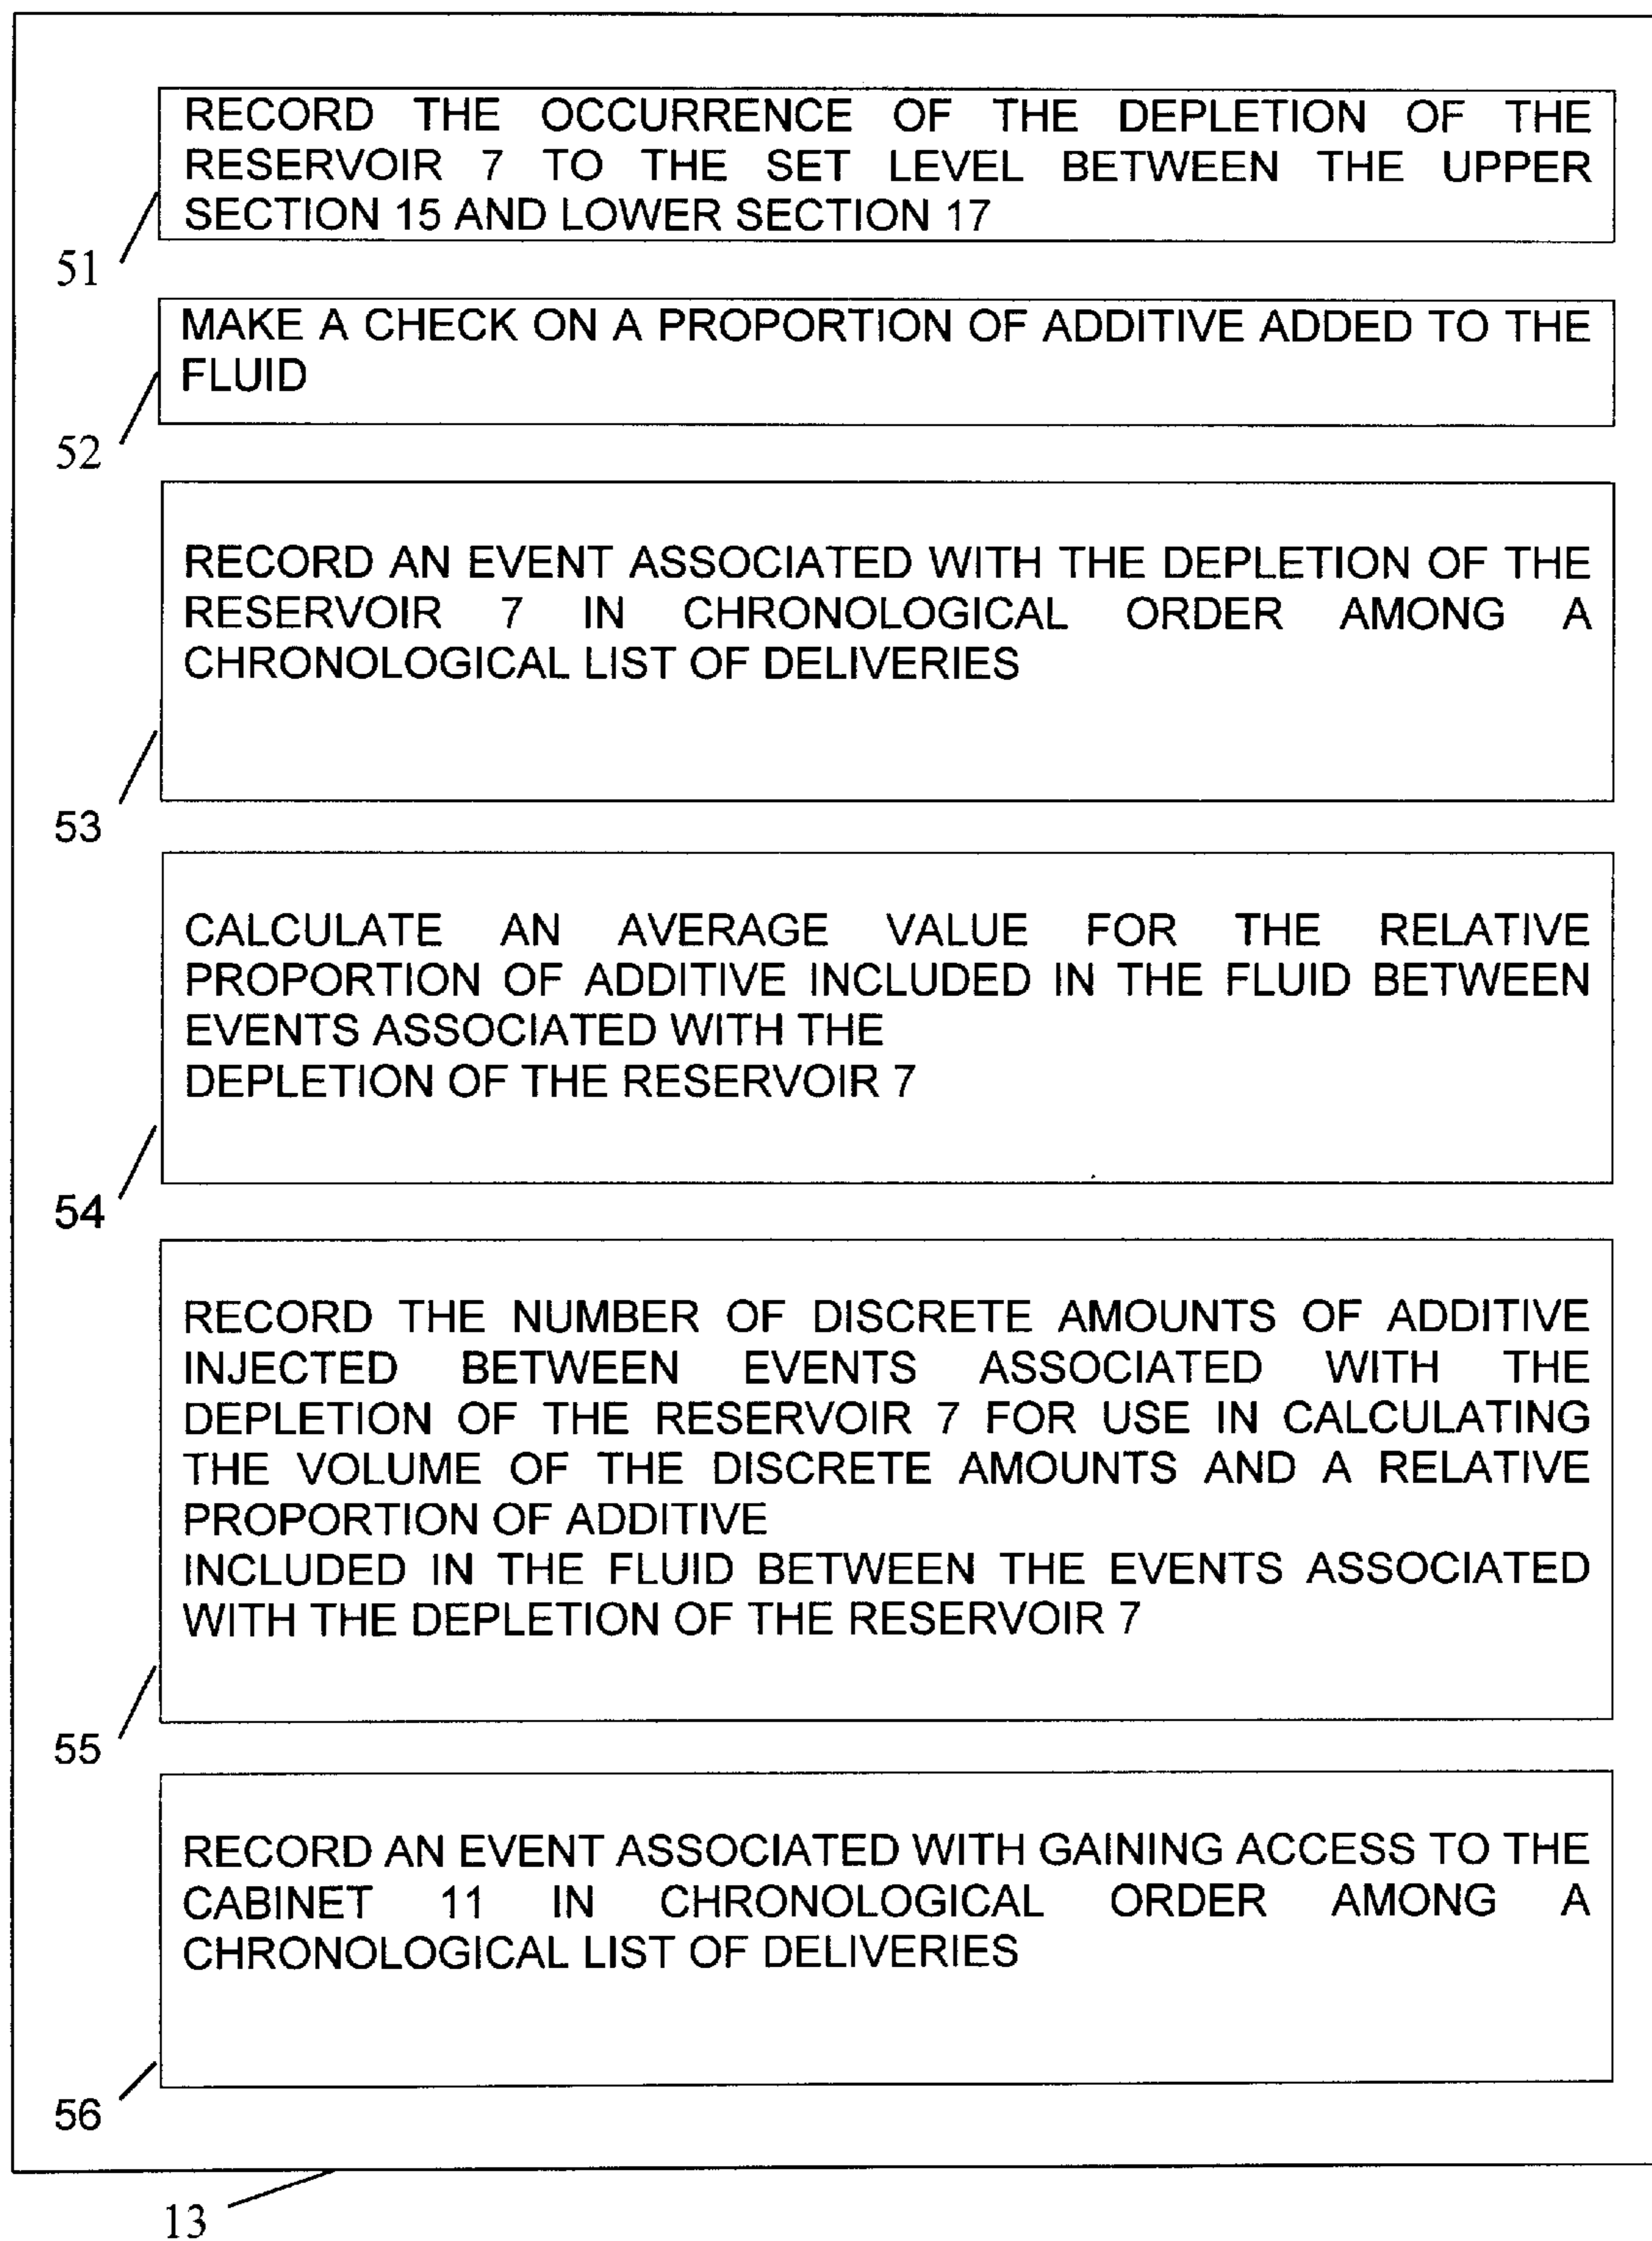 RECORD THE OCCURRENCE OF THE DEPLETION OF THE
RESERVOIR 7 TO THE SET LEVEL BETWEEN THE UPPER
SECTION 15 AND LOWER SECTION 17
51
MAKE A CHECK ON A PROPORTION OF ADDITIVE ADDED TO THE
FLUID
52
RECORD AN EVENT ASSOCIATED WITH THE DEPLETION OF THE
RESERVOIR 7 IN CHRONOLOGICAL ORDER AMONG A
CHRONOLOGICAL LIST OF DELIVERIES
53
CALCULATE AN AVERAGE VALUE FOR THE RELATIVE
PROPORTION OF ADDITIVE INCLUDED IN THE FLUID BETWEEN
EVENTS ASSOCIATED WITH THE
DEPLETION OF THE RESERVOIR 7
54
RECORD THE NUMBER OF DISCRETE AMOUNTS OF ADDITIVE
INJECTED BETWEEN EVENTS ASSOCIATED WITH THE
DEPLETION OF THE RESERVOIR 7 FOR USE IN CALCULATING
THE VOLUME OF THE DISCRETE AMOUNTS AND A RELATIVE
PROPORTION OF ADDITIVE
INCLUDED IN THE FLUID BETWEEN THE EVENTS ASSOCIATED
WITH THE DEPLETION OF THE RESERVOIR 7
55
RECORD AN EVENT ASSOCIATED WITH GAINING ACCESS TO THE
CABINET 11 IN CHRONOLOGICAL ORDER AMONG A
CHRONOLOGICAL LIST OF DELIVERIES
56
13